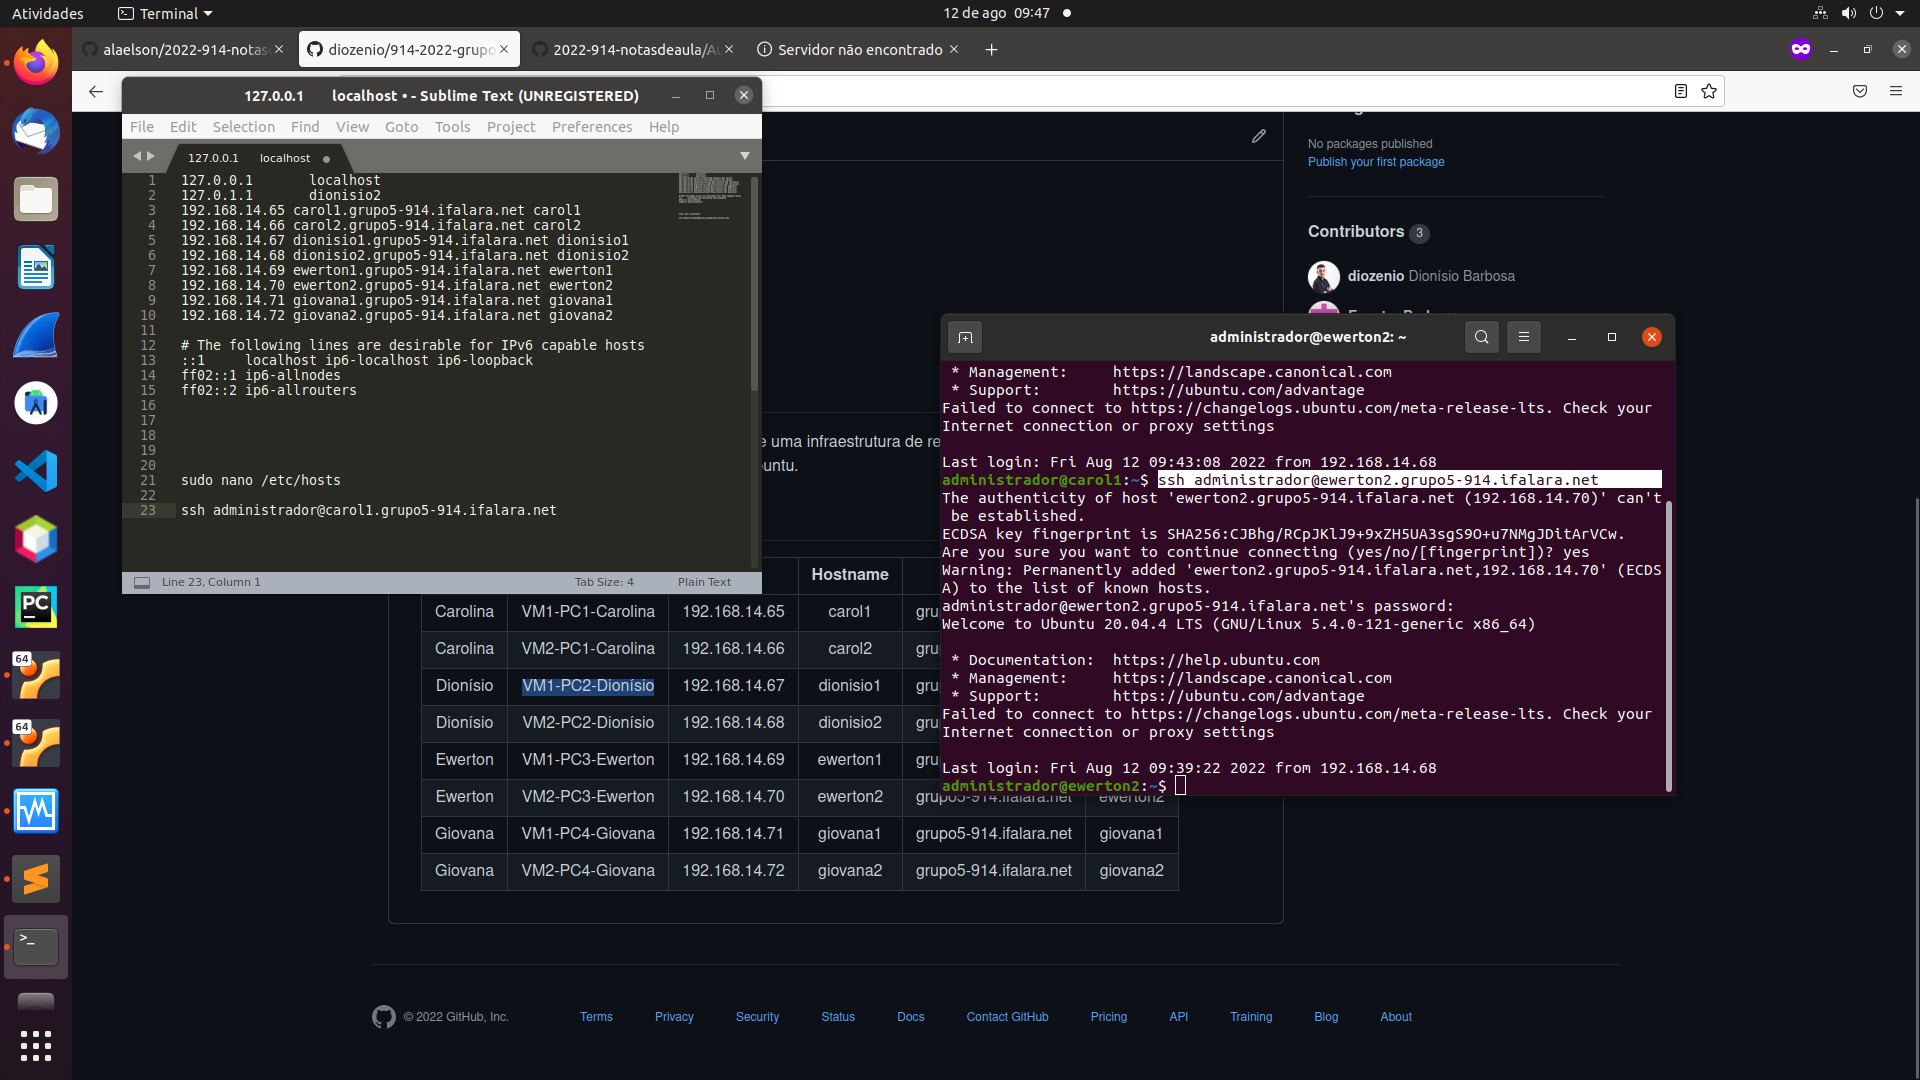 Atividades
Terminal
12 de ago 09:47
alaelson/2022-914-notas
diozenio/914-2022-grupo
2022-914-notasdeaula/A
Servidor não encontrado
127.0.0.1 localhost • - Sublime Text (UNREGISTERED)
File Edit Selection Find View Goto Tools Project Preferences Help
127.0.0.1 localhost
1 127.0.0.1 localhost
2 127.0.1.1 dionisio2
3 192.168.14.65 carol1.grupo5-914.ifalara.net carol1
4 192.168.14.66 carol2.grupo5-914.ifalara.net carol2
5 192.168.14.67 dionisio1.grupo5-914.ifalara.net dionisio1
6 192.168.14.68 dionisio2.grupo5-914.ifalara.net dionisio2
7 192.168.14.69 ewerton1.grupo5-914.ifalara.net ewerton1
8 192.168.14.70 ewerton2.grupo5-914.ifalara.net ewerton2
9 192.168.14.71 giovana1.grupo5-914.ifalara.net giovana1
10 192.168.14.72 giovana2.grupo5-914.ifalara.net giovana2
11
12 # The following lines are desirable for IPv6 capable hosts
13 ::1 localhost ip6-localhost ip6-loopback
14 ff02::1 ip6-allnodes
15 ff02::2 ip6-allrouters
16
17
18
19
20
21 sudo nano /etc/hosts
22
23 ssh administrador@carol1.grupo5-914.ifalara.net
Line 23, Column 1 Tab Size: 4 Plain Text
No packages published
Publish your first package
Contributors 3
diozenio Dionísio Barbosa
e uma infraestrutura de re
untu.
administrador@ewerton2: ~
* Management: https://landscape.canonical.com
* Support: https://ubuntu.com/advantage
Failed to connect to https://changelogs.ubuntu.com/meta-release-lts. Check your
Internet connection or proxy settings
Last login: Fri Aug 12 09:43:08 2022 from 192.168.14.68
administrador@carol1:~$ ssh administrador@ewerton2.grupo5-914.ifalara.net
The authenticity of host 'ewerton2.grupo5-914.ifalara.net (192.168.14.70)' can't
be established.
ECDSA key fingerprint is SHA256:CJBhg/RCpJKlJ9+9xZH5UA3sgS9O+u7NMgJDitArVCw.
Are you sure you want to continue connecting (yes/no/[fingerprint])? yes
Warning: Permanently added 'ewerton2.grupo5-914.ifalara.net,192.168.14.70' (ECDS
A) to the list of known hosts.
administrador@ewerton2.grupo5-914.ifalara.net's password:
Welcome to Ubuntu 20.04.4 LTS (GNU/Linux 5.4.0-121-generic x86_64)
* Documentation: https://help.ubuntu.com
* Management: https://landscape.canonical.com
* Support: https://ubuntu.com/advantage
Failed to connect to https://changelogs.ubuntu.com/meta-release-lts. Check your
Internet connection or proxy settings
Last login: Fri Aug 12 09:39:22 2022 from 192.168.14.68
administrador@ewerton2:~$
Hostname
Carolina VM1-PC1-Carolina 192.168.14.65 carol1 gru
Carolina VM2-PC1-Carolina 192.168.14.66 carol2 gru
Dionísio VM1-PC2-Dionísio 192.168.14.67 dionisio1 gru
Dionísio VM2-PC2-Dionísio 192.168.14.68 dionisio2 gru
Ewerton VM1-PC3-Ewerton 192.168.14.69 ewerton1 gru
Ewerton VM2-PC3-Ewerton 192.168.14.70 ewerton2 grupo5-914.ifalara.net ewerton2
Giovana VM1-PC4-Giovana 192.168.14.71 giovana1 grupo5-914.ifalara.net giovana1
Giovana VM2-PC4-Giovana 192.168.14.72 giovana2 grupo5-914.ifalara.net giovana2
64
64
PC
© 2022 GitHub, Inc. Terms Privacy Security Status Docs Contact GitHub Pricing API Training Blog About